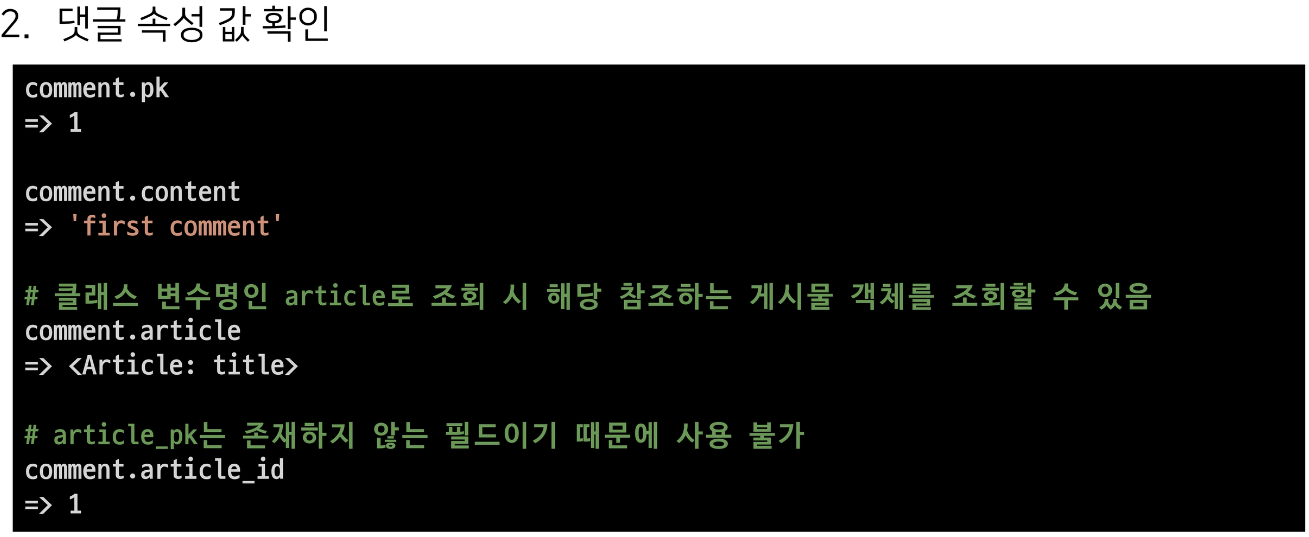 2. 댓글 속성 값 확인
comment.pk
=> 1
comment.content
=> 'first comment'
# 클래스 변수명인 article로 조회 시 해당 참조하는 게시물 객체를 조회할 수 있음
comment.article
=> <Article: title>
# article_pk는 존재하지 않는 필드이기 때문에 사용 불가
comment.article_id
=> 1